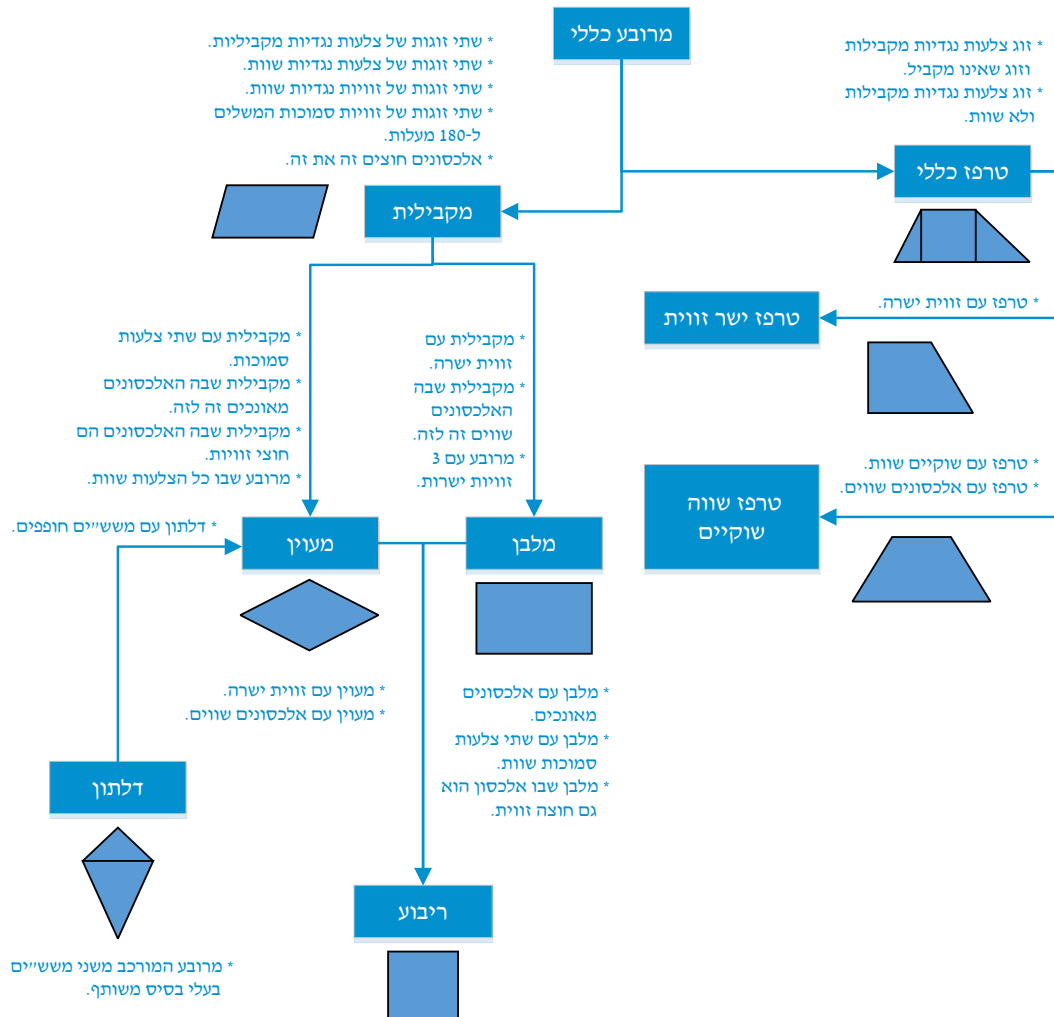 מרובע כללי
* זוג צלעות נגדיות מקבילות
וזוג שאינו מקביל.
* זוג צלעות נגדיות מקבילות
ולא שוות.
* שתי זוגות של צלעות נגדיות מקביליות.
* שתי זוגות של צלעות נגדיות שוות.
* שתי זוגות של זוויות נגדיות שוות.
* שתי זוגות של זוויות סמוכות המשלים
ל-180 מעלות.
* אלכסונים חוצים זה את זה.
טרפז כללי
מקבילית
* טרפז עם זווית ישרה.
טרפז ישר זווית
* מקבילית עם
זווית ישרה.
* מקבילית שבה
האלכסונים
שווים זה לזה.
* מרובע עם 3
זוויות ישרות.
* מקבילית עם שתי צלעות
סמוכות.
* מקבילית שבה האלכסונים
מאונכים זה לזה.
* מקבילית שבה האלכסונים הם
חוצי זוויות.
* מרובע שבו כל הצלעות שוות.
* טרפז עם שוקיים שוות.
* טרפז עם אלכסונים שווים.
טרפז שווה
שוקיים
מלבן
מעוין
* דלתון עם מששיים חופפים.
* מלבן עם אלכסונים
מאונכים.
* מלבן עם שתי צלעות
סמוכות שוות.
* מלבן שבו אלכסון הוא
גם חוצה זווית.
* מעוין עם זווית ישרה.
* מעוין עם אלכסונים שווים.
דלתון
ריבוע
* מרובע המורכב משני משש״ים
בעלי בסיס משותף.